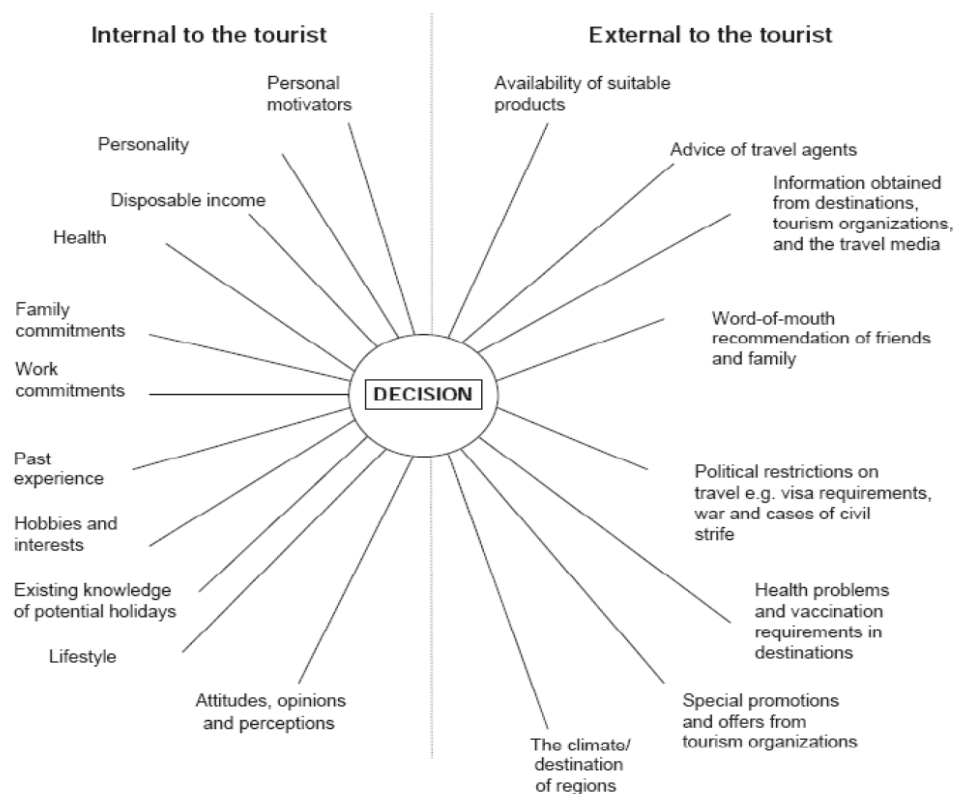 Internal to the tourist
External to the tourist
Personal
motivators
Personality
Disposable income
Health
Family
commitments
Work
commitments
Past
experience
Hobbies and
interests
Existing knowledge
of potential holidays
Lifestyle
Attitudes, opinions
and perceptions
DECISION
Availability of suitable
products
Advice of travel agents
Information obtained
from destinations,
tourism organizations,
and the travel media
Word-of-mouth
recommendation of friends
and family
Political restrictions on
travel e.g. visa requirements,
war and cases of civil
strife
Health problems
and vaccination
requirements in
destinations
Special promotions
and offers from
tourism organizations
The climate/
destination
of regions